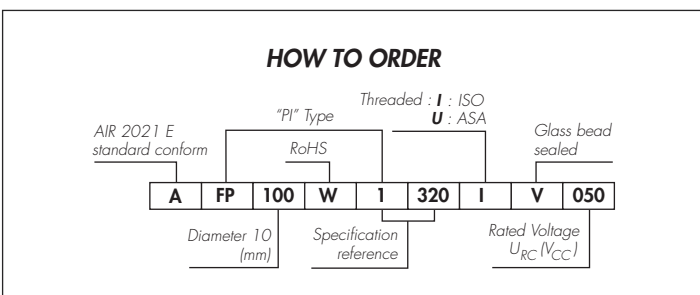 HOW TO ORDER
Threaded : I : ISO
U : ASA
"PI" Type
AIR 2021 E
standard conform
RoHS
Glass bead
sealed
A FP 100 W 1 320 I V 050
Diameter 10
(mm)
Specification
reference
Rated Voltage
URC (VCC)